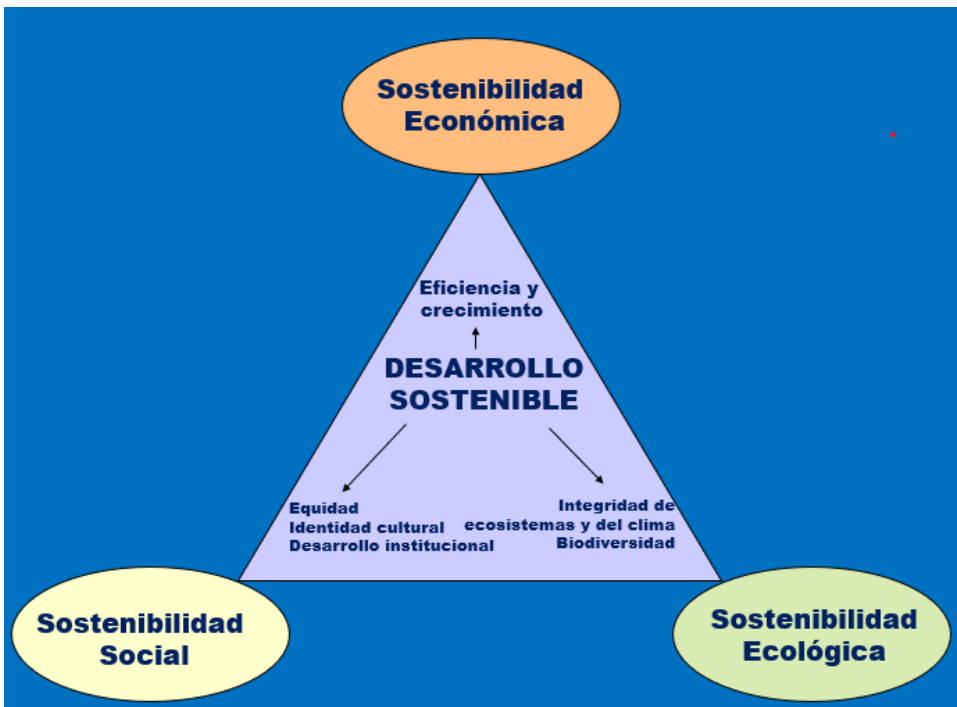 Sostenibilidad
Económica
Eficiencia y
crecimiento
DESARROLLO
SOSTENIBLE
Equidad
Identidad cultural
Desarrollo institucional
Integridad de
ecosistemas y del clima
Biodiversidad
Sostenibilidad
Social
Sostenibilidad
Ecológica